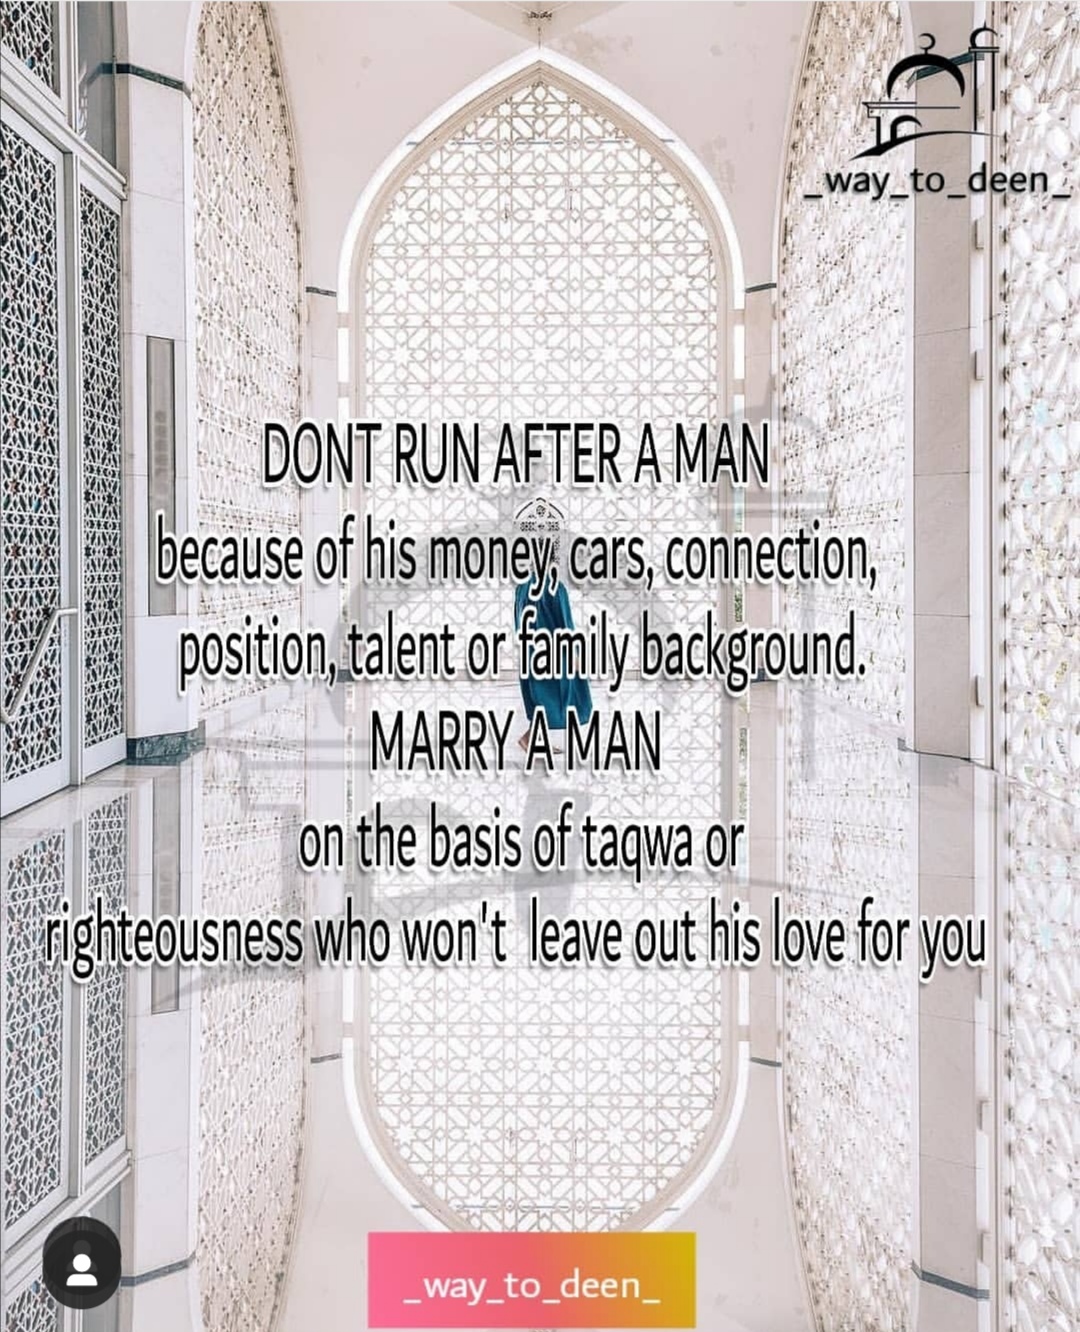 _way_to_deen_
DONT RUN AFTER A MAN
because of his money, cars, connection,
position, talent or family background.
MARRY A MAN
on the basis of taqwa or
righteousness who won't leave out his love for you
_way_to_deen_